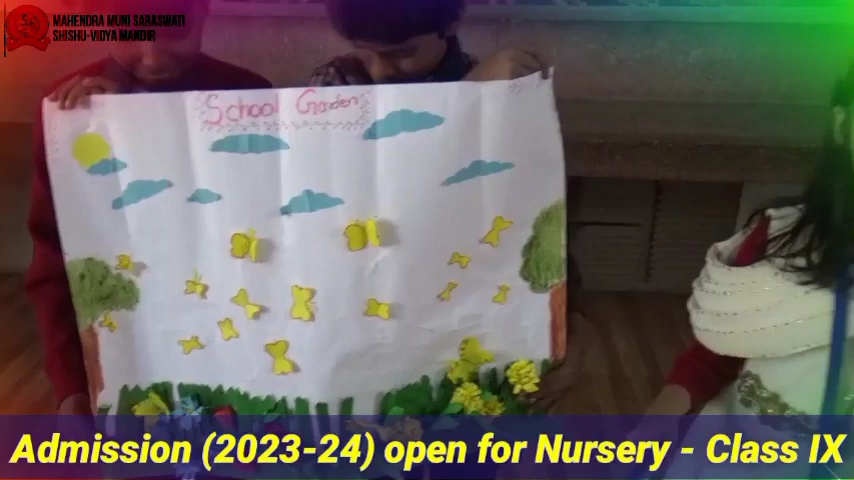 MAHENDRA MUNI SARASWATI
SHISHU-VIDYA MANDIR
School Garden
Admission (2023-24) open for Nursery - Class IX